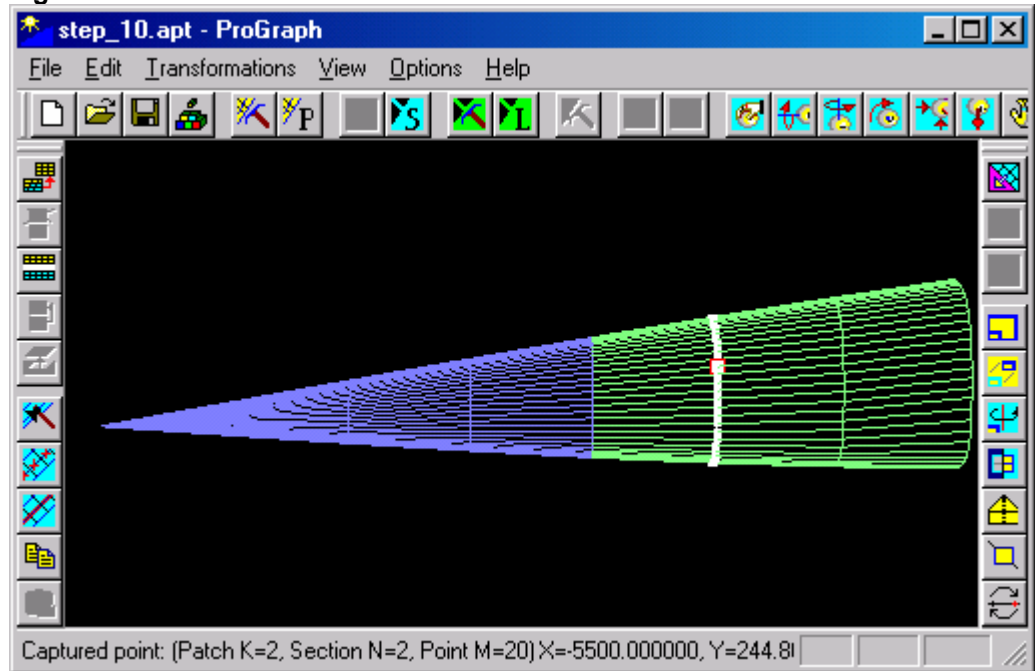 step_10.apt - ProGraph
File Edit Transformations View Options Help
P S L
Captured point: (Patch K=2, Section N=2, Point M=20) X=-5500.000000, Y=244.8